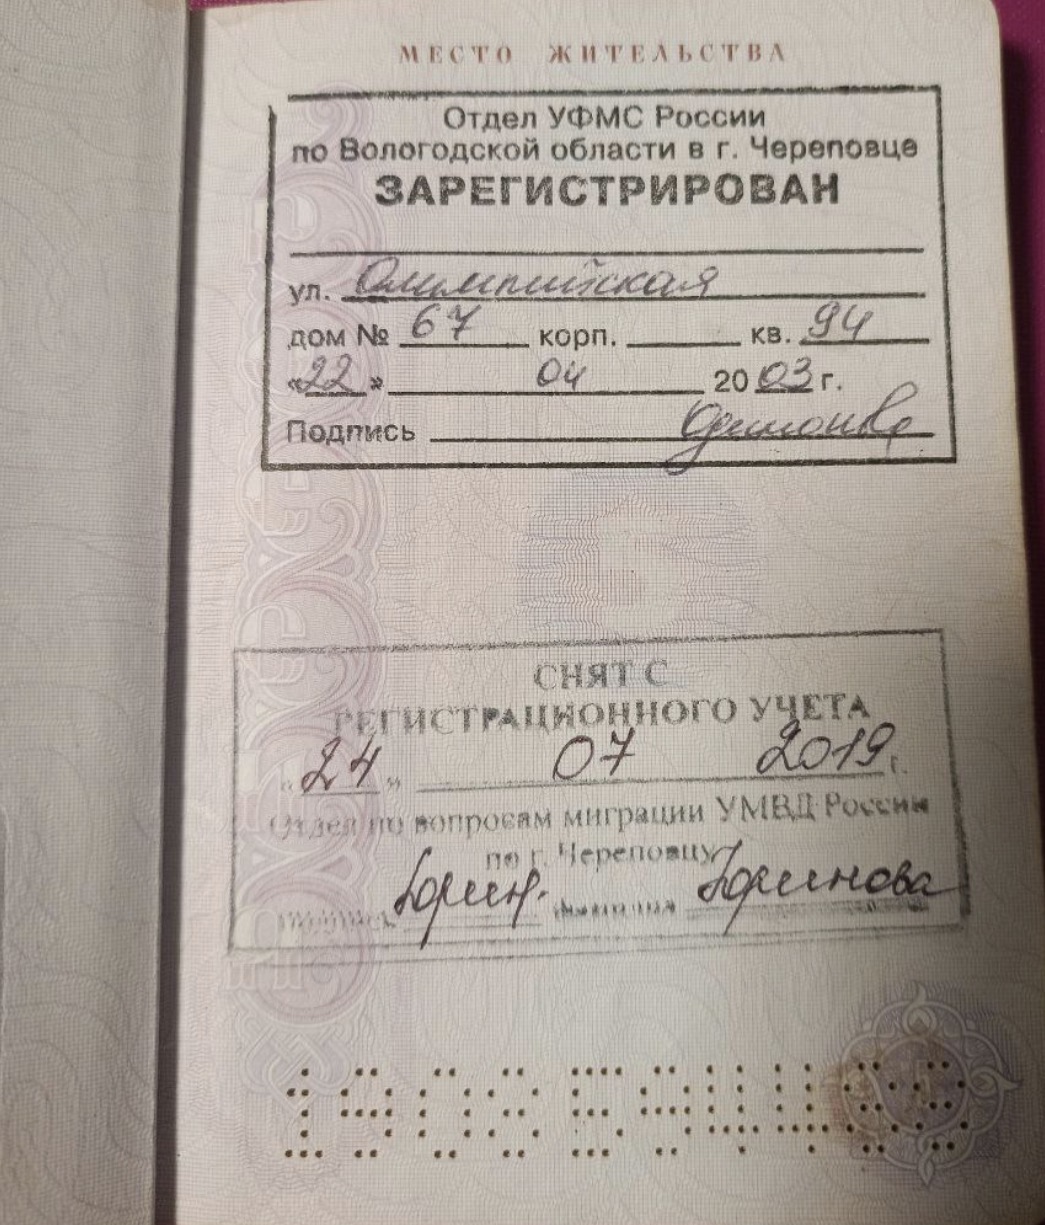 МЕСТО ЖИТЕЛЬСТВА
Отдел УФМС России
по Вологодской области в г. Череповце
ЗАРЕГИСТРИРОВАН
ул. Олимпийская
дом № 67 корп. кв. 94
«22» 04 2003 г.
Подпись
СНЯТ С
РЕГИСТРАЦИОННОГО УЧЕТА
«24» 07 2019 г.
Отдел по вопросам миграции УМВД России
по г. Череповцу
Горинова